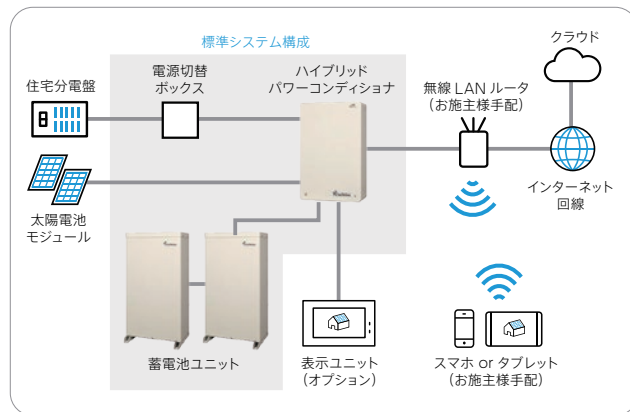 標準システム構成
クラウド
電源切替
ボックス
ハイブリッド
パワーコンディショナ
住宅分電盤
無線 LAN ルータ
(お施主様手配)
インターネット
回線
太陽電池
モジュール
蓄電池ユニット
表示ユニット
(オプション)
スマホ or タブレット
(お施主様手配)